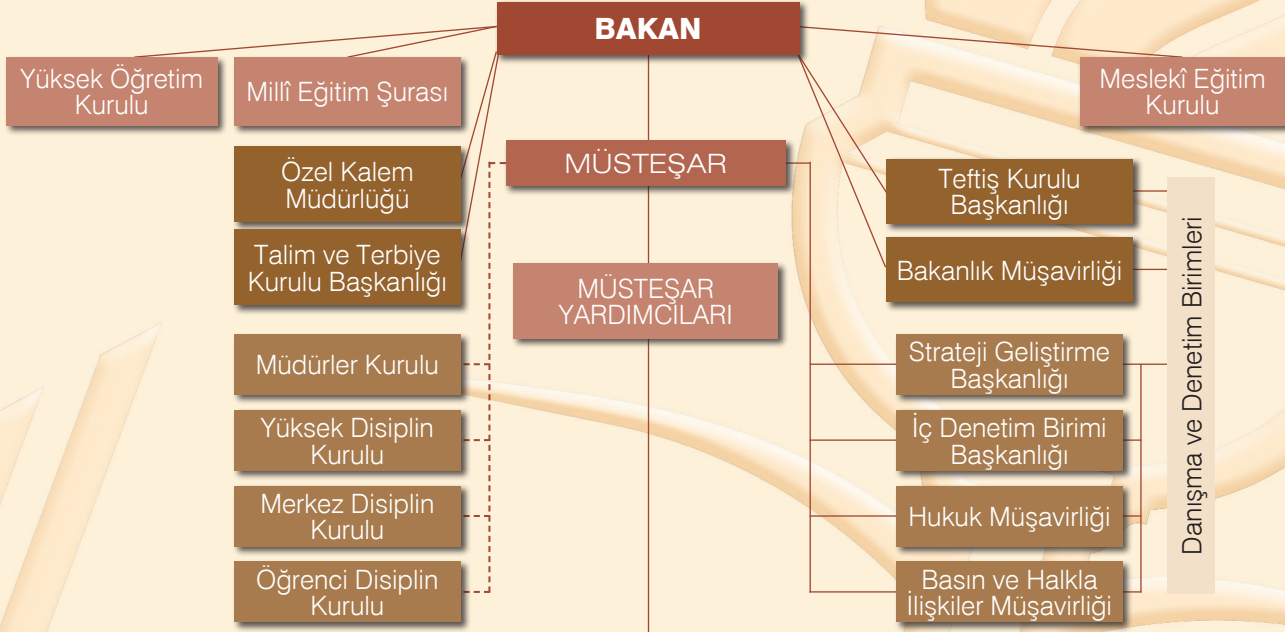 BAKAN
Yüksek Öğretim
Kurulu
Millî Eğitim Şurası
Meslekî Eğitim
Kurulu
Özel Kalem
Müdürlüğü
Talim ve Terbiye
Kurulu Başkanlığı
MÜSTEŞAR
MÜSTEŞAR
YARDIMCILARI
Teftiş Kurulu
Başkanlığı
Bakanlık Müşavirliği
Müdürler Kurulu
Yüksek Disiplin
Kurulu
Merkez Disiplin
Kurulu
Öğrenci Disiplin
Kurulu
Strateji Geliştirme
Başkanlığı
İç Denetim Birimi
Başkanlığı
Hukuk Müşavirliği
Basın ve Halkla
İlişkiler Müşavirliği
Danışma ve Denetim Birimleri